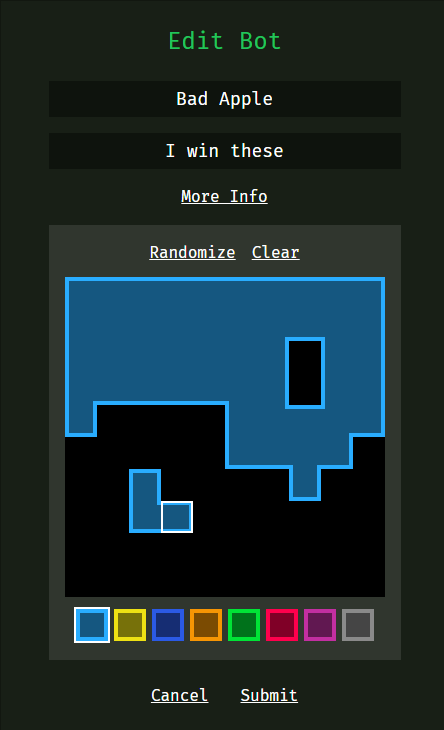 Edit Bot
Bad Apple
I win these
More Info
Randomize Clear
Cancel Submit